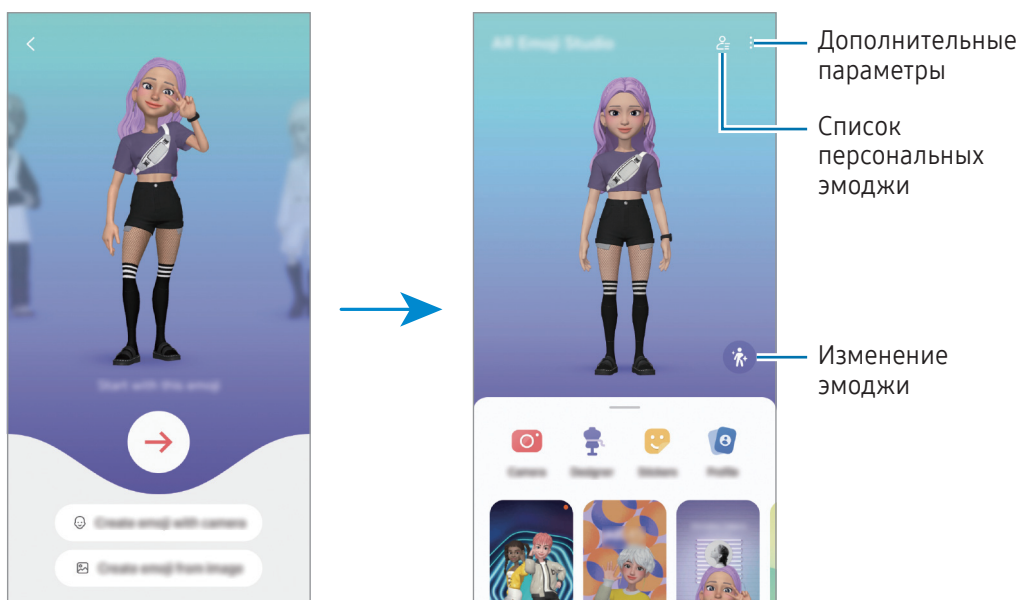 AR Emoji Studio
Дополнительные
параметры
Список
персональных
эмоджи
Start with this emoji
Изменение
эмоджи
Camera
Designer
Stickers
Profile
Create emoji with camera
Create emoji from image